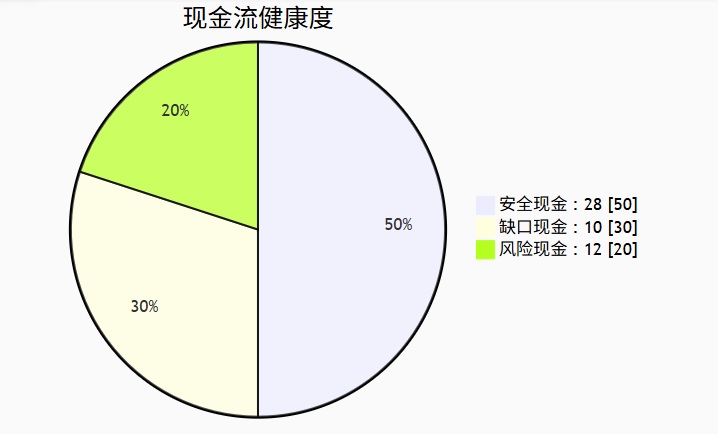 现金流健康度
20%
50%
30%
安全现金：28 [50]
缺口现金：10 [30]
风险现金：12 [20]